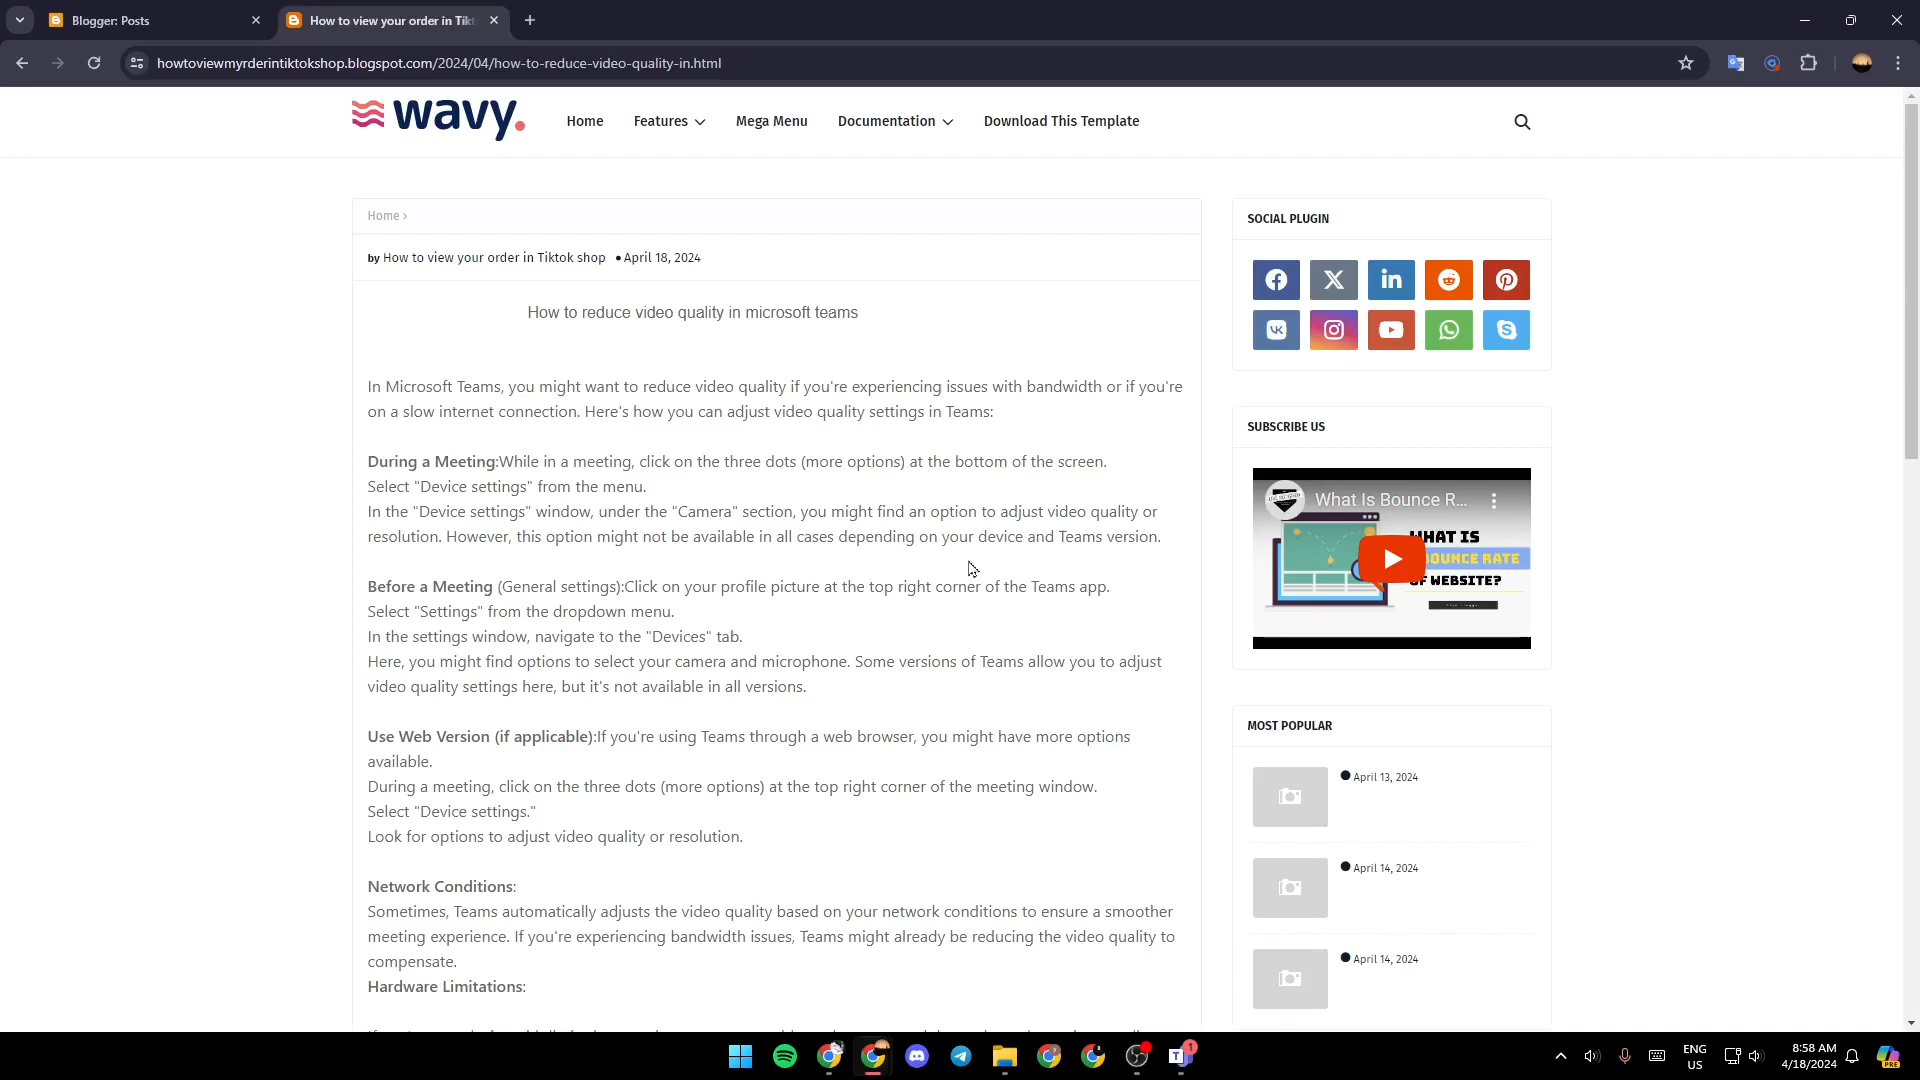 Blogger: Posts
How to view your order in Tikt
howtoviewmyrderintiktokshop.blogspot.com/2024/04/how-to-reduce-video-quality-in.html
wavy.
Home
Features
Mega Menu
Documentation
Download This Template
Home ›
by How to view your order in Tiktok shop
April 18, 2024
How to reduce video quality in microsoft teams
In Microsoft Teams, you might want to reduce video quality if you're experiencing issues with bandwidth or if you're
on a slow internet connection. Here's how you can adjust video quality settings in Teams:
During a Meeting:While in a meeting, click on the three dots (more options) at the bottom of the screen.
Select "Device settings" from the menu.
In the "Device settings" window, under the "Camera" section, you might find an option to adjust video quality or
resolution. However, this option might not be available in all cases depending on your device and Teams version.
Before a Meeting (General settings):Click on your profile picture at the top right corner of the Teams app.
Select "Settings" from the dropdown menu.
In the settings window, navigate to the "Devices" tab.
Here, you might find options to select your camera and microphone. Some versions of Teams allow you to adjust
video quality settings here, but it's not available in all versions.
Use Web Version (if applicable):If you're using Teams through a web browser, you might have more options
available.
During a meeting, click on the three dots (more options) at the top right corner of the meeting window.
Select "Device settings."
Look for options to adjust video quality or resolution.
Network Conditions:
Sometimes, Teams automatically adjusts the video quality based on your network conditions to ensure a smoother
meeting experience. If you're experiencing bandwidth issues, Teams might already be reducing the video quality to
compensate.
Hardware Limitations:
SOCIAL PLUGIN
SUBSCRIBE US
What Is Bounce R...
WHAT IS
BOUNCE RATE
OF WEBSITE?
MOST POPULAR
April 13, 2024
April 14, 2024
April 14, 2024
ENG
US
8:58 AM
4/18/2024